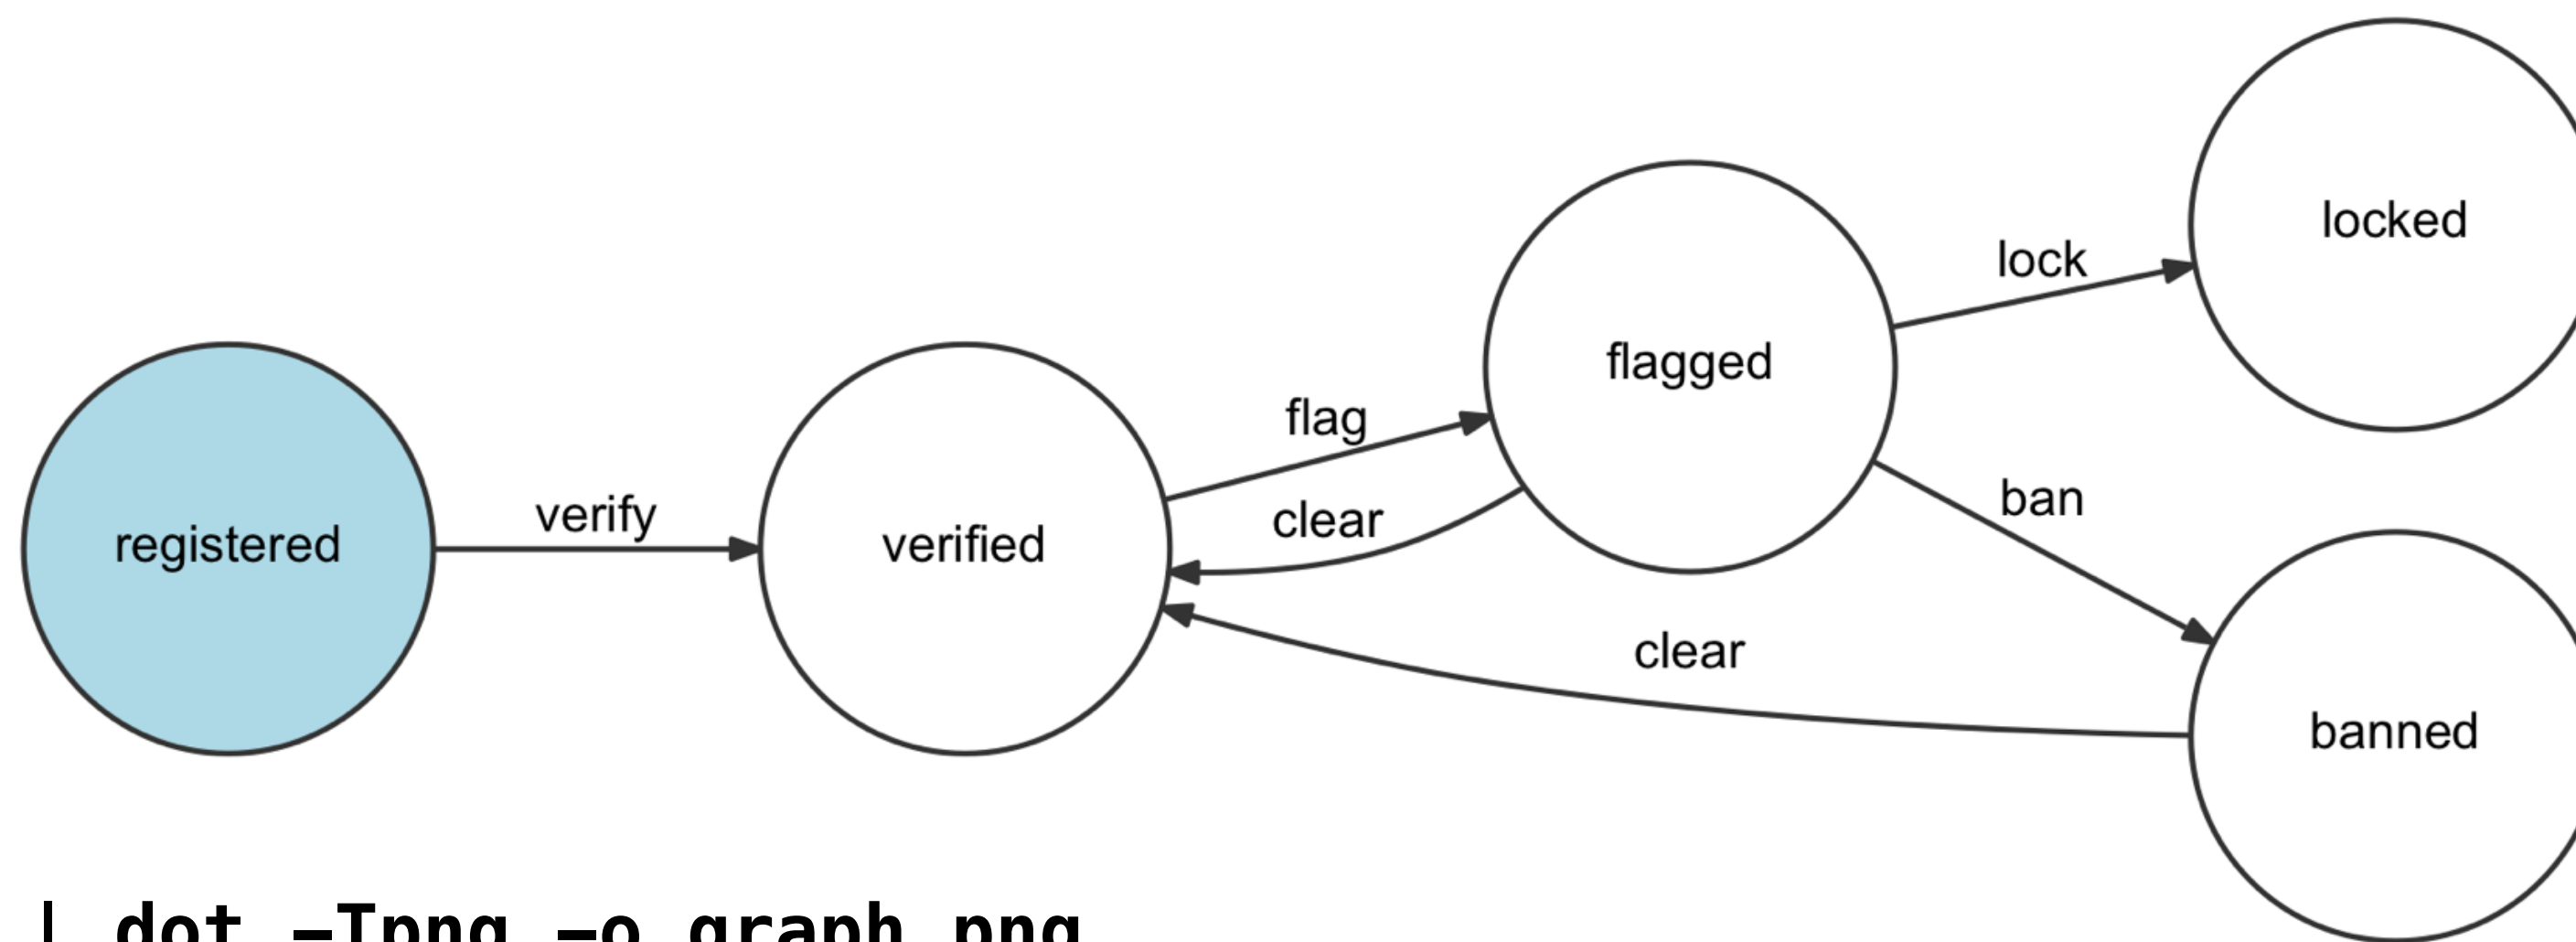 locked
lock
flagged
flag
verify
clear
ban
registered
verified
clear
banned
| dot -Tpng -o graph.png